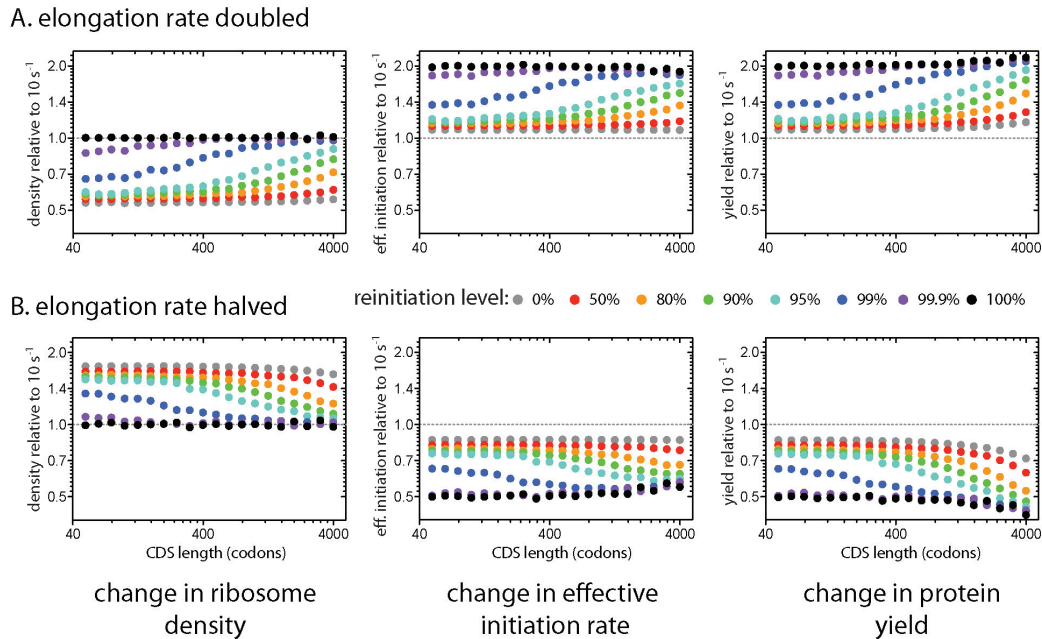 A. elongation rate doubled
density relative to 10 s⁻¹
2.0
1.4
1.0
0.7
0.5
40
400
4000
eff. initiation relative to 10 s⁻¹
2.0
1.4
1.0
0.7
0.5
40
400
4000
yield relative to 10 s⁻¹
2.0
1.4
1.0
0.7
0.5
40
400
4000
reinitiation level: 0% 50% 80% 90% 95% 99% 99.9% 100%
B. elongation rate halved
density relative to 10 s⁻¹
2.0
1.4
1.0
0.7
0.5
40
400
4000
CDS length (codons)
eff. initiation relative to 10 s⁻¹
2.0
1.4
1.0
0.7
0.5
40
400
4000
CDS length (codons)
yield relative to 10 s⁻¹
2.0
1.4
1.0
0.7
0.5
40
400
4000
CDS length (codons)
change in ribosome
density
change in effective
initiation rate
change in protein
yield